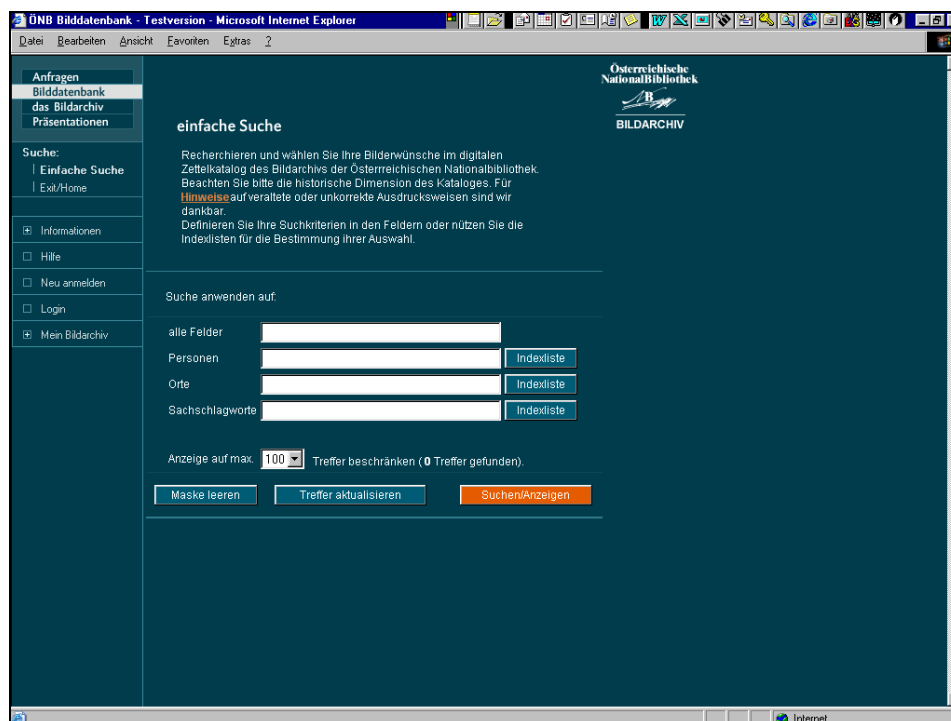 ÖNB Bilddatenbank - Testversion - Microsoft Internet Explorer
Datei Bearbeiten Ansicht Favoriten Extras ?
Anfragen
Bilddatenbank
das Bildarchiv
Präsentationen
Suche:
Einfache Suche
Exit/Home
Informationen
Hilfe
Neu anmelden
Login
Mein Bildarchiv
Österreichische
NationalBibliothek
BILDARCHIV
einfache Suche
Recherchieren und wählen Sie Ihre Bilderwünsche im digitalen
Zettelkatalog des Bildarchivs der Österrreichischen Nationalbibliothek.
Beachten Sie bitte die historische Dimension des Kataloges. Für
Hinweise auf veraltete oder unkorrekte Ausdrucksweisen sind wir
dankbar.
Definieren Sie Ihre Suchkriterien in den Feldern oder nützen Sie die
Indexlisten für die Bestimmung ihrer Auswahl.
Suche anwenden auf:
alle Felder
Personen Indexliste
Orte Indexliste
Sachschlagworte Indexliste
Anzeige auf max. 100 Treffer beschränken ( 0 Treffer gefunden).
Maske leeren Treffer aktualisieren Suchen/Anzeigen
Internet